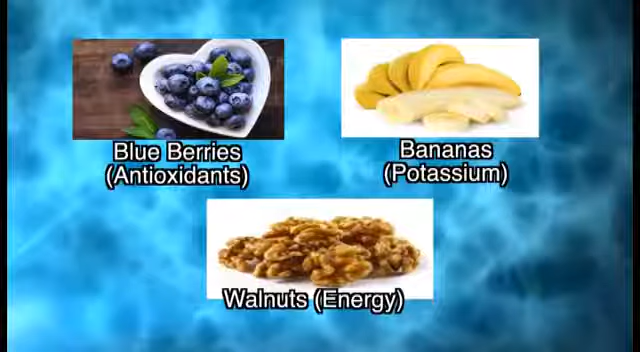 Blue Berries
(Antioxidants)
Bananas
(Potassium)
Walnuts (Energy)